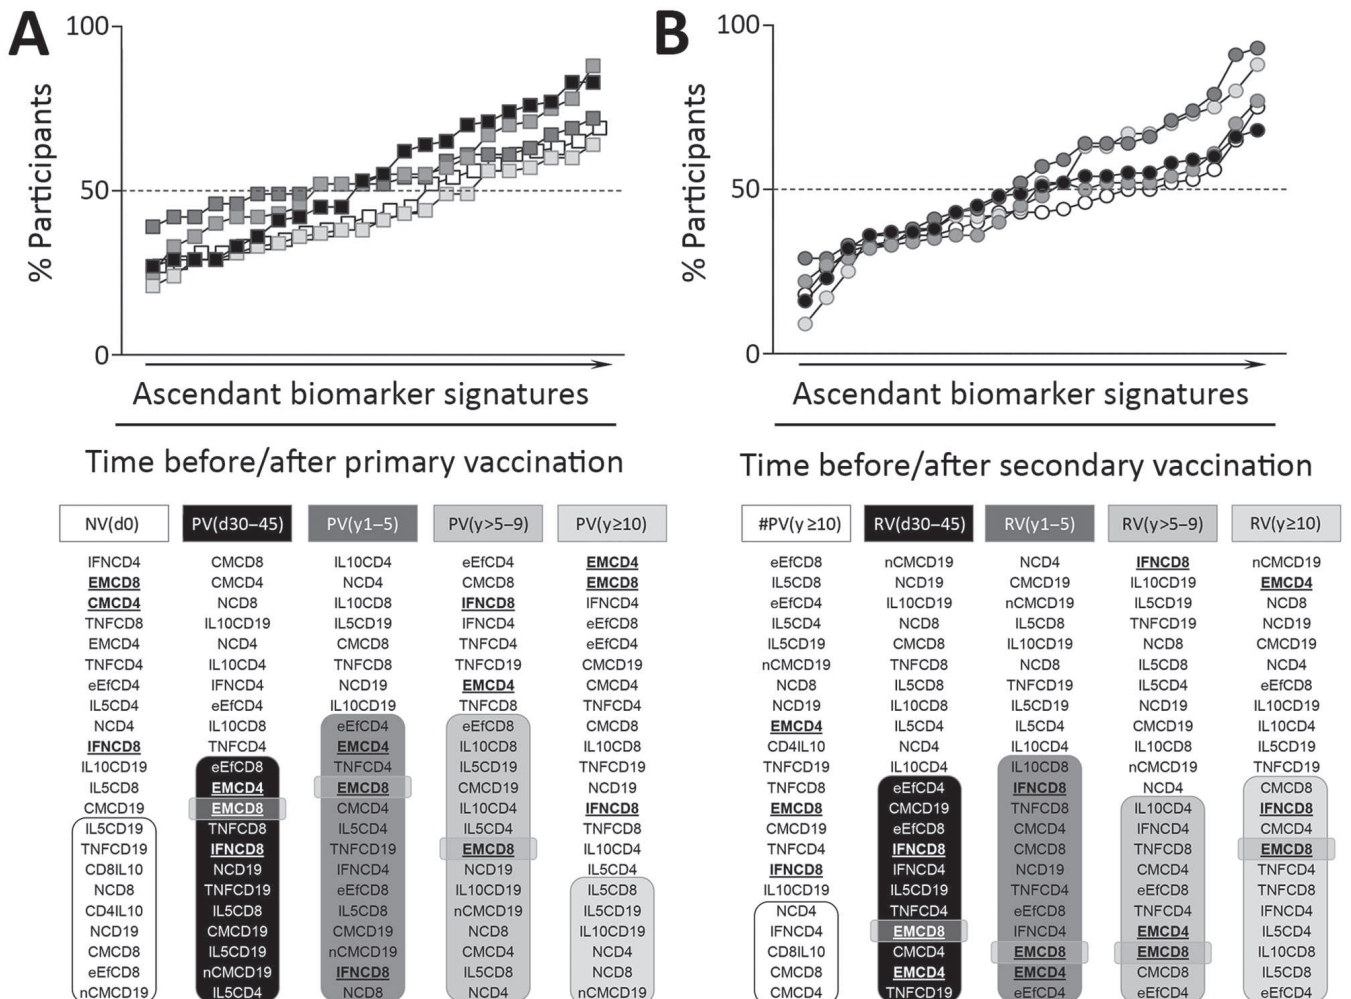 A
100
50
0
% Participants
Ascendant biomarker signatures
Time before/after primary vaccination
NV(d0) PV(d30–45) PV(y1–5) PV(y>5–9) PV(y≥10)
IFNCD4 CMCD8 IL10CD4 eEfCD4 EMCD4
EMCD8 CMCD4 NCD4 CMCD8 EMCD8
CMCD4 NCD8 IL10CD8 IFNCD8 IFNCD4
TNFCD8 IL10CD19 IL5CD19 IFNCD4 eEfCD8
EMCD4 NCD4 CMCD8 TNFCD4 eEfCD4
TNFCD4 IL10CD4 TNFCD8 TNFCD19 CMCD19
eEfCD4 IFNCD4 NCD19 EMCD4 CMCD4
IL5CD4 eEfCD4 IL10CD19 TNFCD8 TNFCD4
NCD4 IL10CD8 eEfCD4 eEfCD8 CMCD8
IFNCD8 TNFCD4 EMCD4 IL10CD8 IL10CD8
IL10CD19 eEfCD8 TNFCD4 IL5CD19 TNFCD19
IL5CD8 EMCD4 EMCD8 CMCD19 NCD19
CMCD19 EMCD8 CMCD4 IL10CD4 IFNCD8
IL5CD19 TNFCD8 IL5CD4 IL5CD4 TNFCD8
TNFCD19 IFNCD8 TNFCD19 EMCD8 IL10CD4
CD8IL10 NCD19 IFNCD4 NCD19 IL5CD4
NCD8 TNFCD19 eEfCD8 IL10CD19 IL5CD8
CD4IL10 IL5CD8 IL5CD8 nCMCD19 IL5CD19
NCD19 CMCD19 CMCD19 NCD8 IL10CD19
CMCD8 IL5CD19 nCMCD19 CMCD4 NCD4
eEfCD8 nCMCD19 IFNCD8 IL5CD8 NCD8
nCMCD19 IL5CD4 NCD8 NCD4 nCMCD19
B
100
50
0
% Participants
Ascendant biomarker signatures
Time before/after secondary vaccination
#PV(y ≥10) RV(d30–45) RV(y1–5) RV(y>5–9) RV(y≥10)
eEfCD8 nCMCD19 NCD4 IFNCD8 nCMCD19
IL5CD8 NCD19 CMCD19 IL10CD19 EMCD4
eEfCD4 IL10CD19 nCMCD19 IL5CD19 NCD8
IL5CD4 NCD8 IL5CD8 TNFCD19 NCD19
IL5CD19 CMCD8 IL10CD19 NCD8 CMCD19
nCMCD19 TNFCD8 NCD8 IL5CD8 NCD4
NCD8 IL5CD8 TNFCD19 IL5CD4 eEfCD8
NCD19 IL10CD8 IL5CD19 NCD19 IL10CD19
EMCD4 IL5CD4 IL5CD4 CMCD19 IL10CD4
CD4IL10 NCD4 IL10CD4 IL10CD8 IL5CD19
TNFCD19 IL10CD4 IL10CD8 nCMCD19 TNFCD19
TNFCD8 eEfCD4 IFNCD8 NCD4 CMCD8
EMCD8 CMCD19 TNFCD8 IL10CD4 IFNCD8
CMCD19 eEfCD8 CMCD4 IFNCD4 CMCD4
TNFCD4 IFNCD8 CMCD8 TNFCD8 EMCD8
IFNCD8 IFNCD4 NCD19 CMCD4 TNFCD4
IL10CD19 IL5CD19 TNFCD4 eEfCD8 TNFCD8
NCD4 TNFCD4 eEfCD8 TNFCD4 IFNCD4
IFNCD4 EMCD8 IFNCD4 EMCD4 IL5CD4
CD8IL10 CMCD4 EMCD8 EMCD8 IL10CD8
CMCD8 EMCD4 EMCD4 CMCD8 IL5CD8
CMCD4 TNFCD19 eEfCD4 eEfCD4 eEfCD4